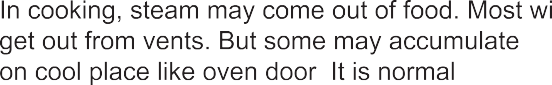 In cooking, steam may come out of food. Most wi
get out from vents. But some may accumulate
on cool place like oven door  It is normal